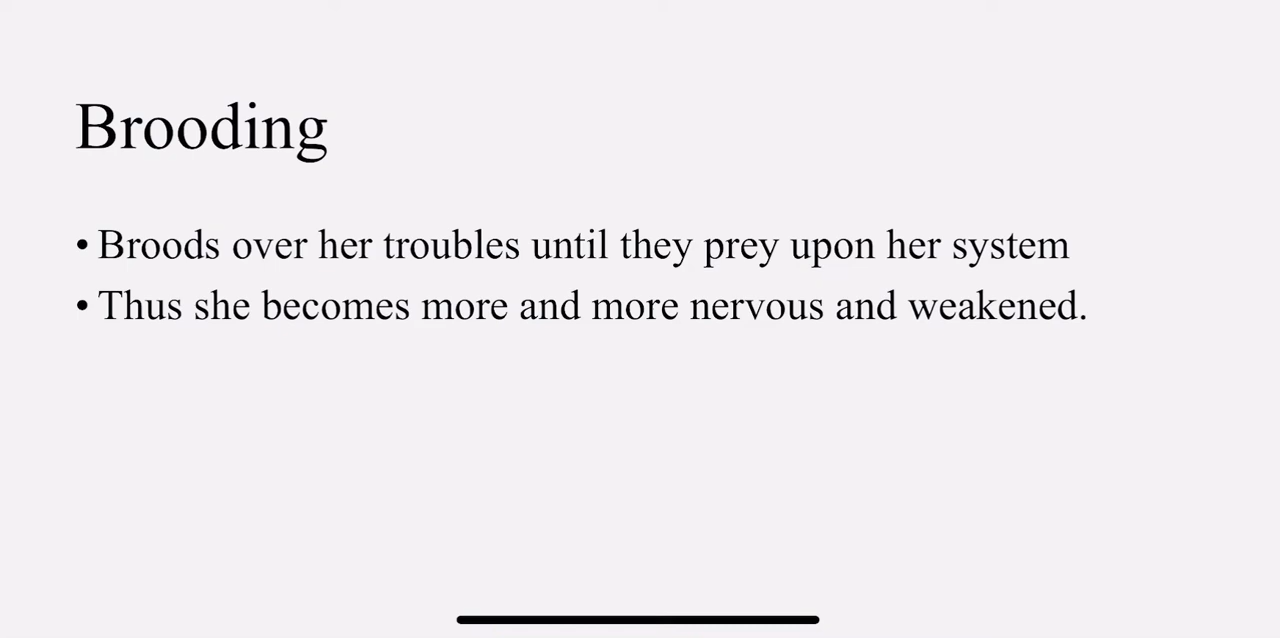 Brooding
• Broods over her troubles until they prey upon her system
• Thus she becomes more and more nervous and weakened.